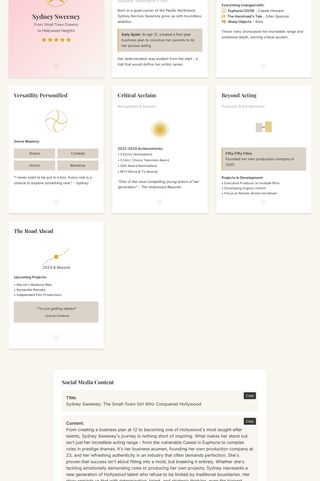 Sydney Sweeney
From Small Town Dreams
to Hollywood Heights
Born in a quiet corner of the Pacific Northwest,
Sydney Bernice Sweeney grew up with boundless
ambition.
Early Spark: At age 12, created a five-year
business plan to convince her parents to let
her pursue acting
Her determination was evident from the start - a
trait that would define her entire career.
Everything changed with:
Euphoria (2019) - Cassie Howard
The Handmaid's Tale - Eden Spencer
Sharp Objects - Alice
These roles showcased her incredible range and
emotional depth, earning critical acclaim.
Versatility Personified
Genre Mastery:
Drama
Comedy
Horror
Romance
"I never want to be put in a box. Every role is a
chance to explore something new." - Sydney
Critical Acclaim
Recognition & Awards
2022-2024 Achievements:
• 2 Emmy Nominations
• Critics' Choice Television Award
• SAG Award Nominations
• MTV Movie & TV Awards
"One of the most compelling young actors of her
generation" - The Hollywood Reporter
Beyond Acting
Producer & Entrepreneur
Fifty-Fifty Films
Founded her own production company in
2020
Projects in Development:
• Executive Producer on multiple films
• Developing original content
• Focus on female-driven narratives
The Road Ahead
2024 & Beyond
Upcoming Projects:
• Marvel's Madame Web
• Barbarella Remake
• Independent Film Productions
"I'm just getting started"
- Sydney Sweeney
Social Media Content
Copy
Title:
Sydney Sweeney: The Small-Town Girl Who Conquered Hollywood
Copy
Content:
From creating a business plan at 12 to becoming one of Hollywood's most sought-after
talents, Sydney Sweeney's journey is nothing short of inspiring. What makes her stand out
isn't just her incredible acting range - from the vulnerable Cassie in Euphoria to complex
roles in prestige dramas. It's her business acumen, founding her own production company at
23, and her refreshing authenticity in an industry that often demands perfection. She's
proven that success isn't about fitting into a mold, but breaking it entirely. Whether she's
tackling emotionally demanding roles or producing her own projects, Sydney represents a
new generation of Hollywood talent who refuse to be limited by traditional boundaries. Her